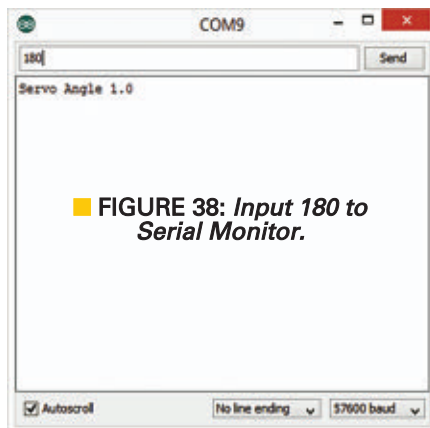 COM9
180
Send
Servo Angle 1.0
FIGURE 38: Input 180 to
Serial Monitor.
Autoscroll
No line ending
57600 baud